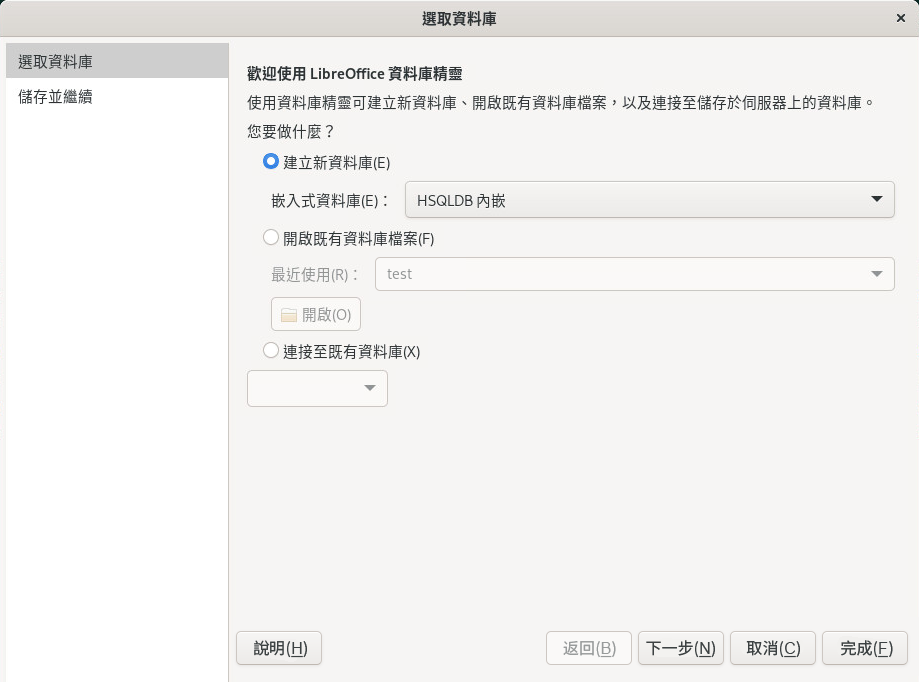 選取資料庫
×
選取資料庫
儲存並繼續
歡迎使用 LibreOffice 資料庫精靈
使用資料庫精靈可建立新資料庫、開啟既有資料庫檔案，以及連接至儲存於伺服器上的資料庫。
您要做什麼？
建立新資料庫(E)
嵌入式資料庫(E)： HSQLDB 內嵌
開啟既有資料庫檔案(F)
最近使用(R)： test
開啟(O)
連接至既有資料庫(X)
說明(H) 返回(B) 下一步(N) 取消(C) 完成(F)